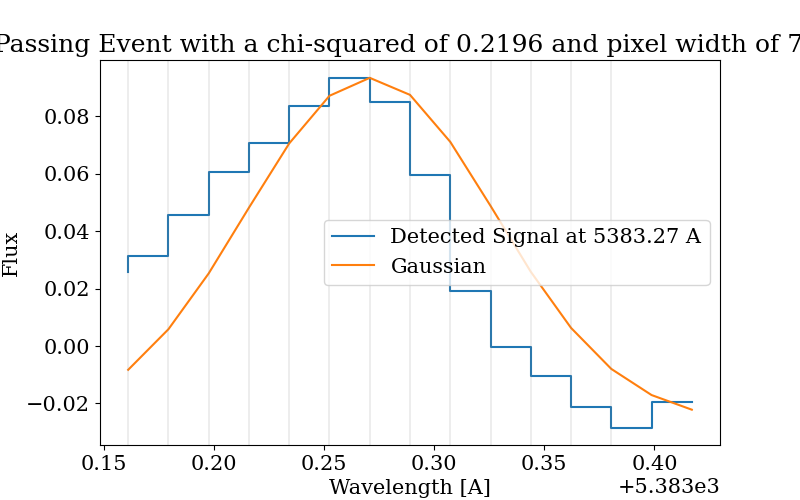 Passing Event with a chi-squared of 0.2196 and pixel width of 7
Flux
0.08
0.06
0.04
0.02
0.00
−0.02
Detected Signal at 5383.27 A
Gaussian
0.15 0.20 0.25 0.30 0.35 0.40
Wavelength [A]
+5.383e3